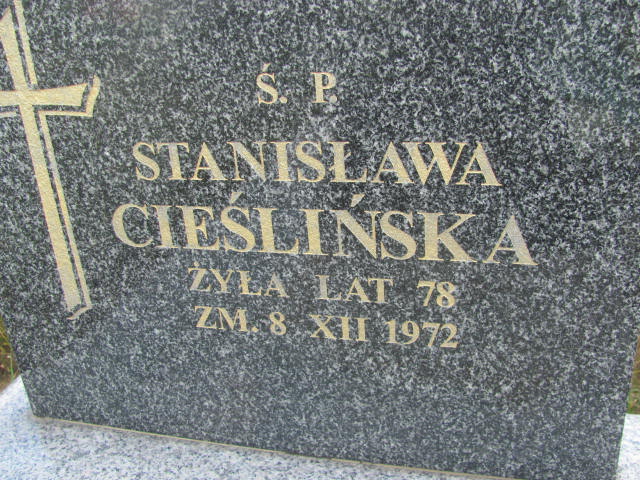 Ś. P.
STANISŁAWA
CIEŚLIŃSKA
ŻYŁA LAT 78
ZM. 8 XII 1972